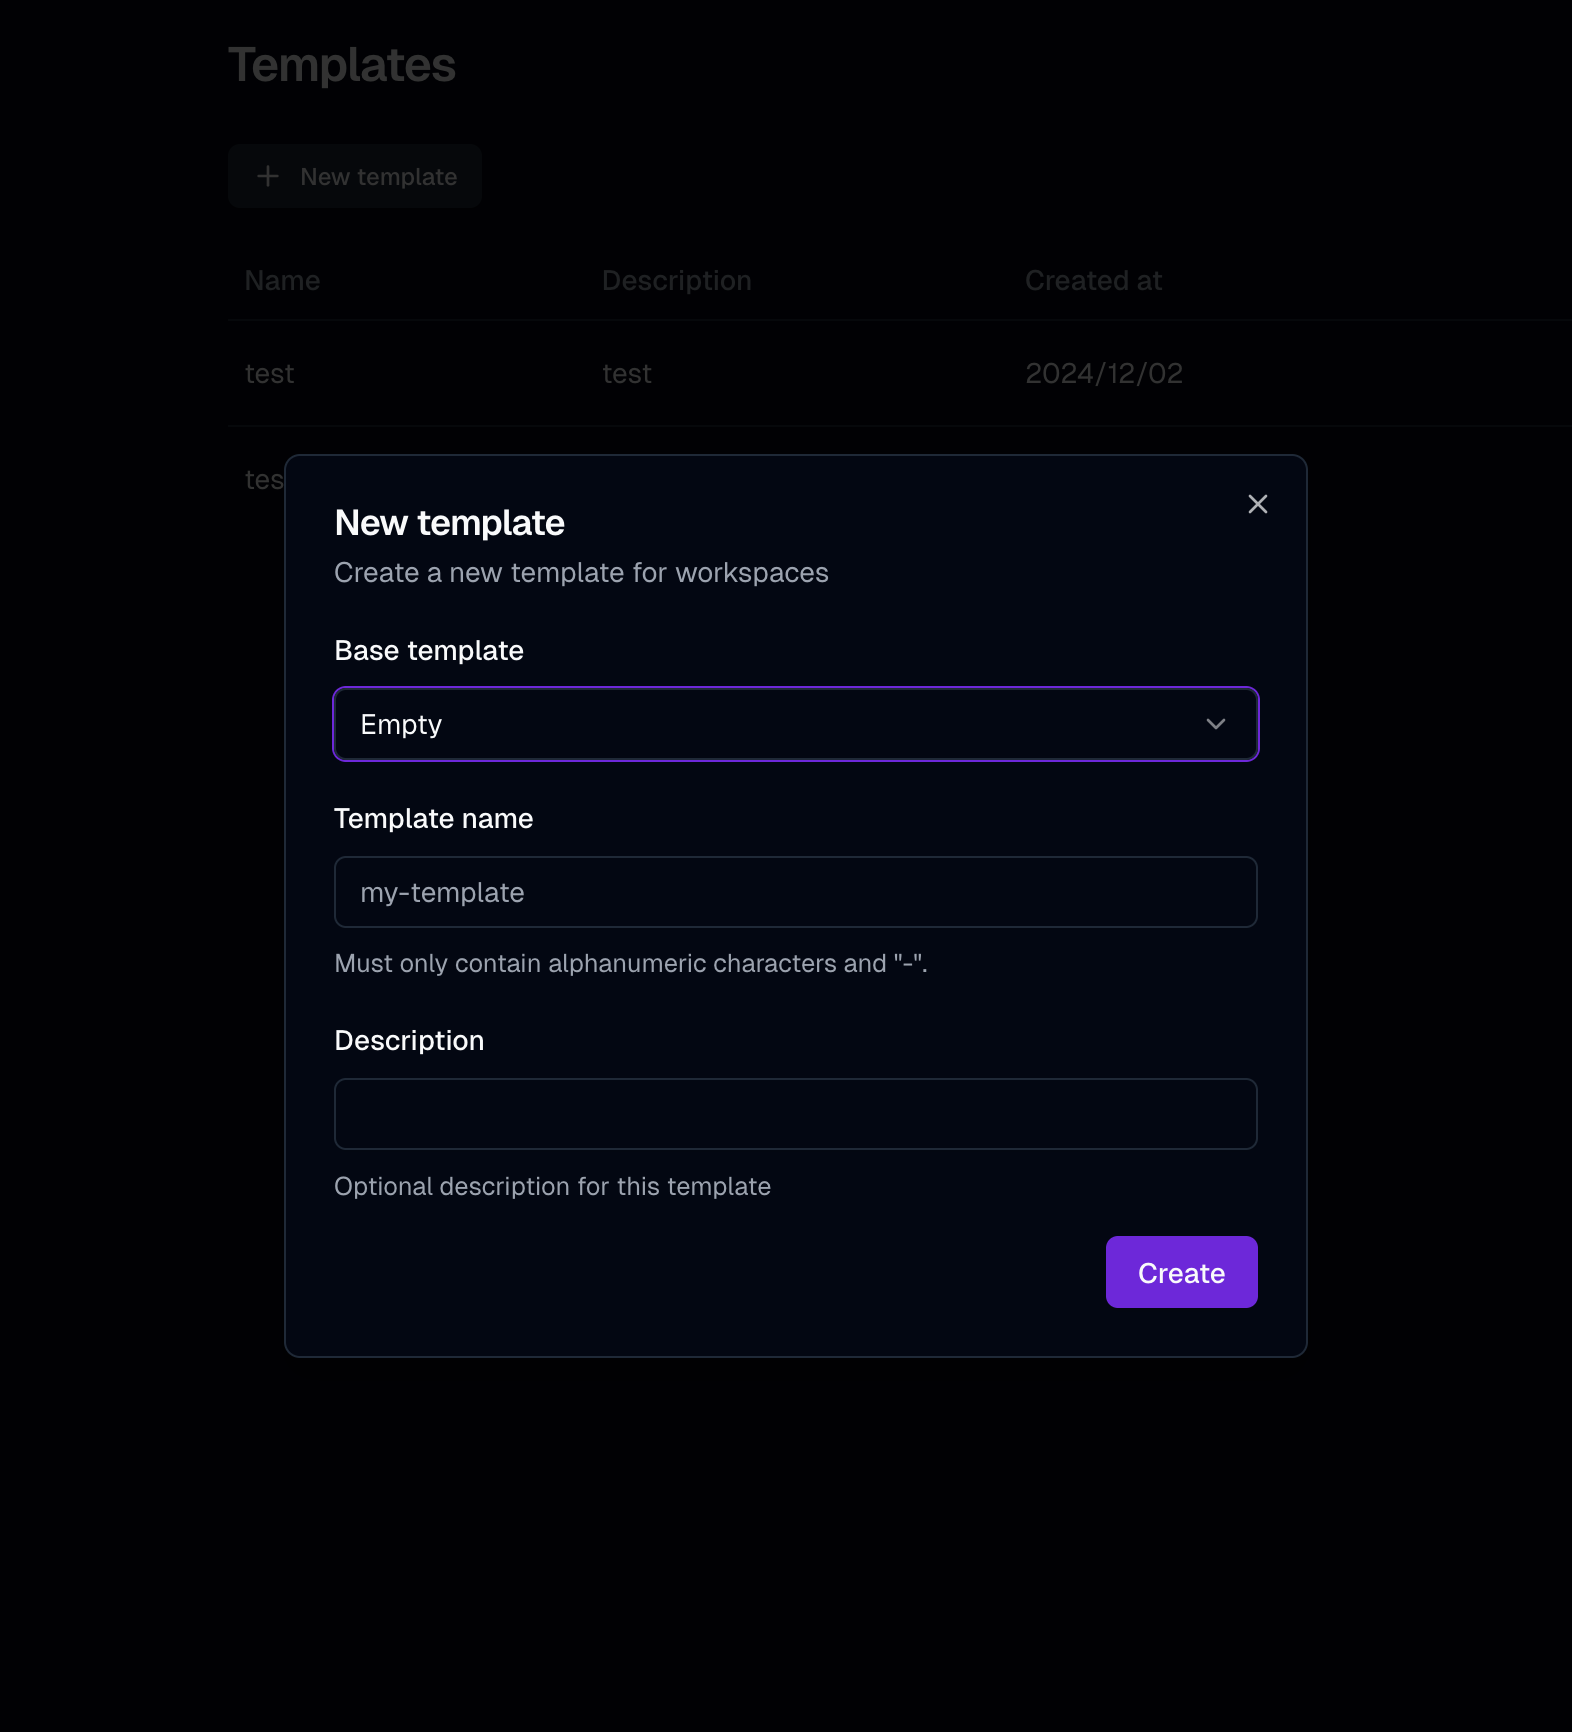 Templates
New template
Name Description Created at
test test 2024/12/02
tes
New template
Create a new template for workspaces
Base template
Empty
Template name
my-template
Must only contain alphanumeric characters and "-".
Description
Optional description for this template
Create